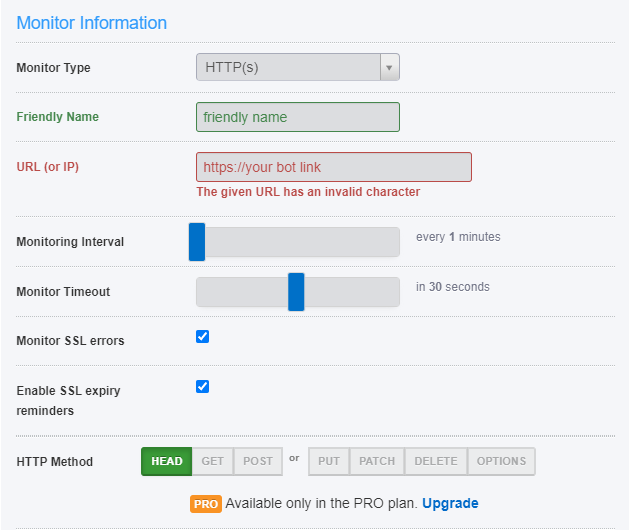 Monitor Information
Monitor Type HTTP(s)
Friendly Name friendly name
URL (or IP) https://your bot link
The given URL has an invalid character
Monitoring Interval every 1 minutes
Monitor Timeout in 30 seconds
Monitor SSL errors
Enable SSL expiry
reminders
HTTP Method HEAD GET POST or PUT PATCH DELETE OPTIONS
PRO Available only in the PRO plan. Upgrade